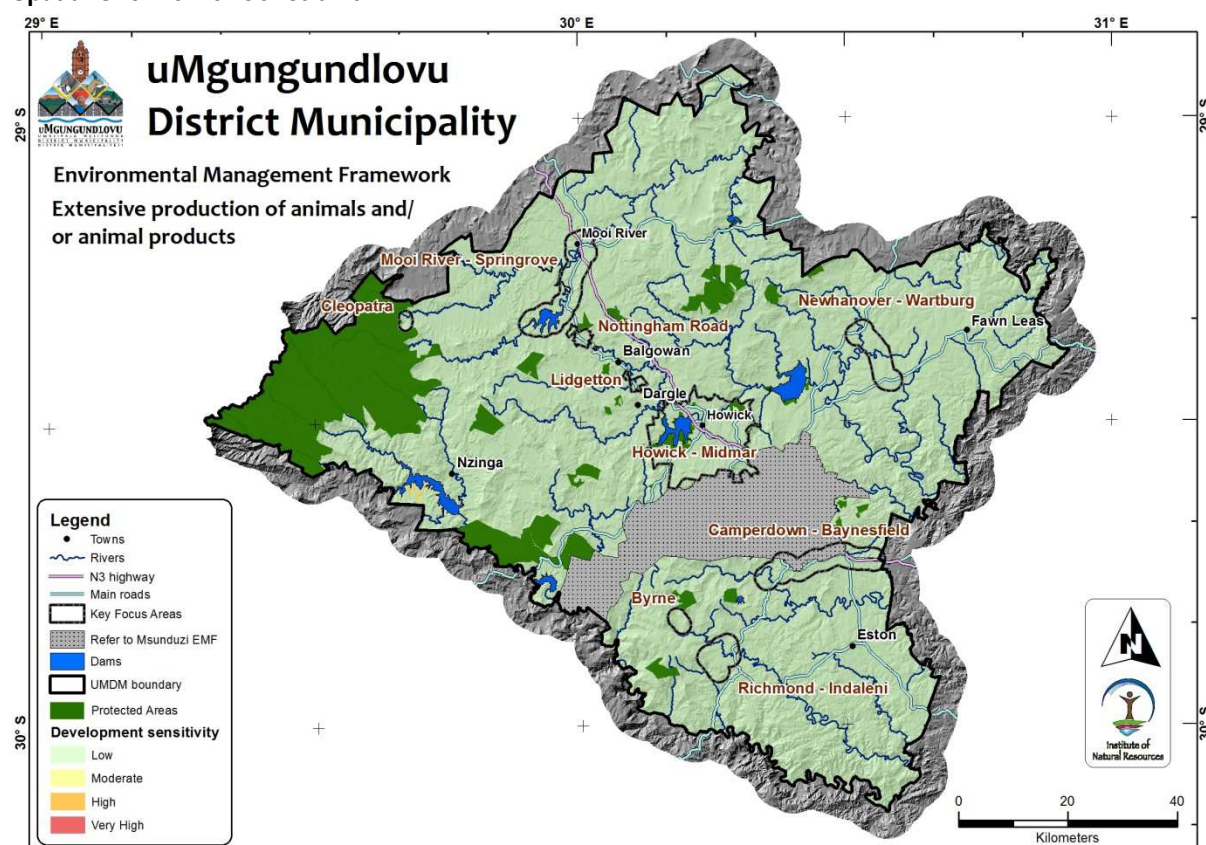 29° E
30° E
31° E
uMgungundlovu
District Municipality
uMGUNGUNDLOVU
Environmental Management Framework
Extensive production of animals and/
or animal products
29° S
29° S
Mooi River
Mooi River - Springrove
Cleopatra
Newhanover - Wartburg
Fawn Leas
Nottingham Road
Balgowan
Lidgetton
Dargle
Howick
Howick - Midmar
Nzinga
Camperdown - Baynesfield
Byrne
Eston
Richmond - Indaleni
Legend
Towns
Rivers
N3 highway
Main roads
Key Focus Areas
Refer to Msunduzi EMF
Dams
UMDM boundary
Protected Areas
Development sensitivity
Low
Moderate
High
Very High
30° S
30° S
N
Institute of
Natural Resources
0 20 40
Kilometers